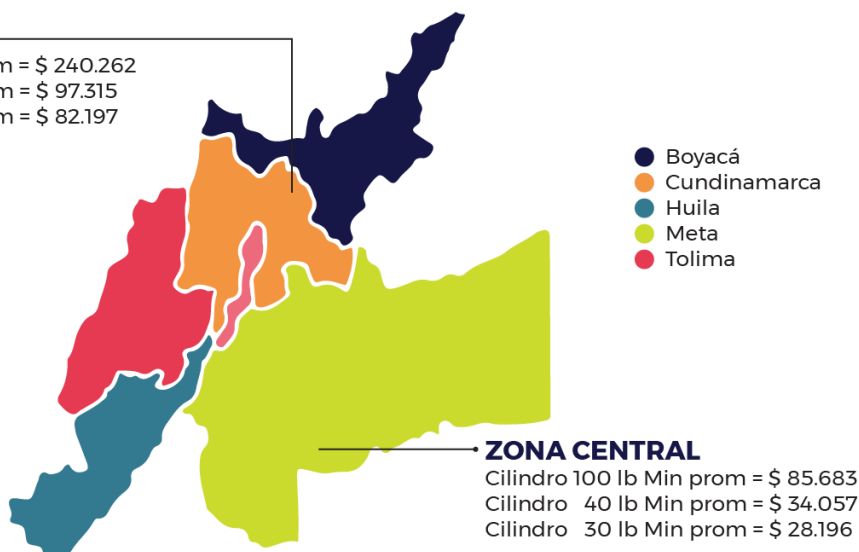 m = $ 240.262
m = $ 97.315
m = $ 82.197
Boyacá
Cundinamarca
Huila
Meta
Tolima
ZONA CENTRAL
Cilindro 100 lb Min prom = $ 85.683
Cilindro 40 lb Min prom = $ 34.057
Cilindro 30 lb Min prom = $ 28.196